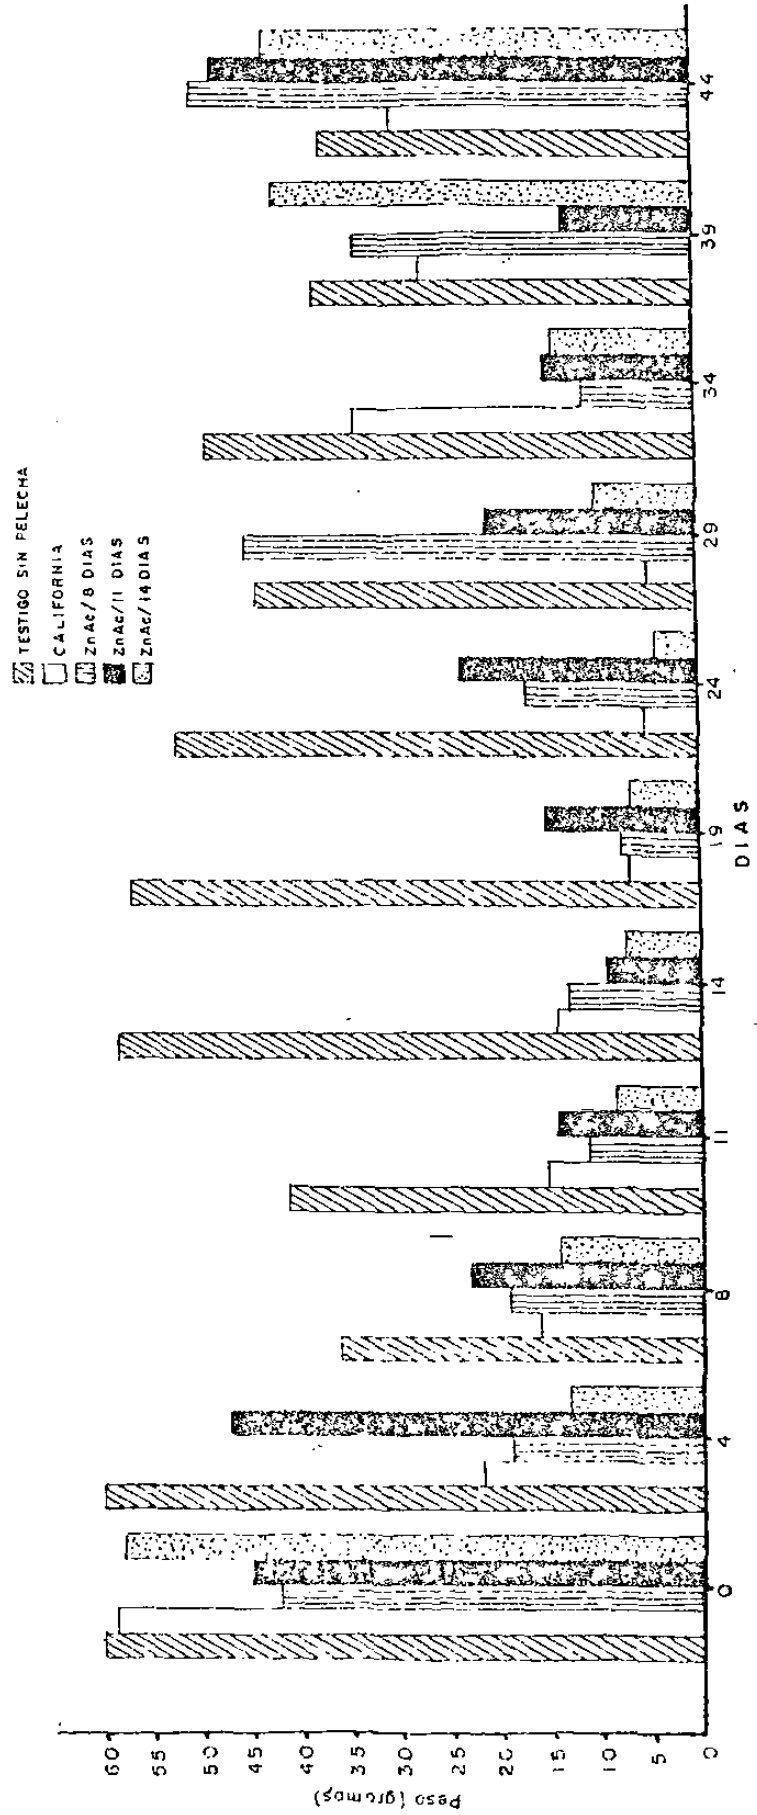 TESTIGO SIN PELECHA
CALIFORNIA
ZnAc/8 DIAS
ZnAc/11 DIAS
ZnAc/14 DIAS
Peso (gramos)
60
55
50
45
40
35
30
25
20
15
10
5
0
0 4 8 11 14 19 24 29 34 39 44
DIAS